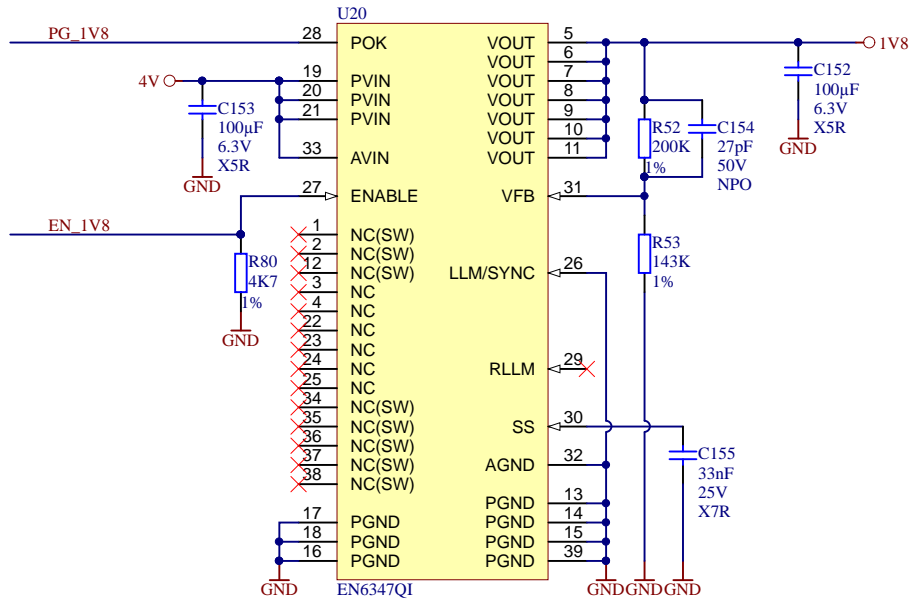 U20
PG_1V8
28
POK
VOUT
5
1V8
VOUT
6
4V
19
PVIN
VOUT
7
20
PVIN
VOUT
8
21
PVIN
VOUT
9
VOUT
10
33
AVIN
VOUT
11
C153
100µF
6.3V
X5R
GND
C152
100µF
6.3V
X5R
GND
R52
200K
1%
C154
27pF
50V
NPO
27
ENABLE
VFB
31
EN_1V8
R80
4K7
1%
GND
R53
143K
1%
1
NC(SW)
2
NC(SW)
12
NC(SW)
LLM/SYNC
26
3
NC
4
NC
22
NC
23
NC
24
NC
RLLM
29
25
NC
34
NC(SW)
35
NC(SW)
SS
30
36
NC(SW)
37
NC(SW)
AGND
32
38
NC(SW)
C155
33nF
25V
X7R
PGND
13
17
PGND
PGND
14
18
PGND
PGND
15
16
PGND
PGND
39
GND
GND
GND
GND
EN6347QI